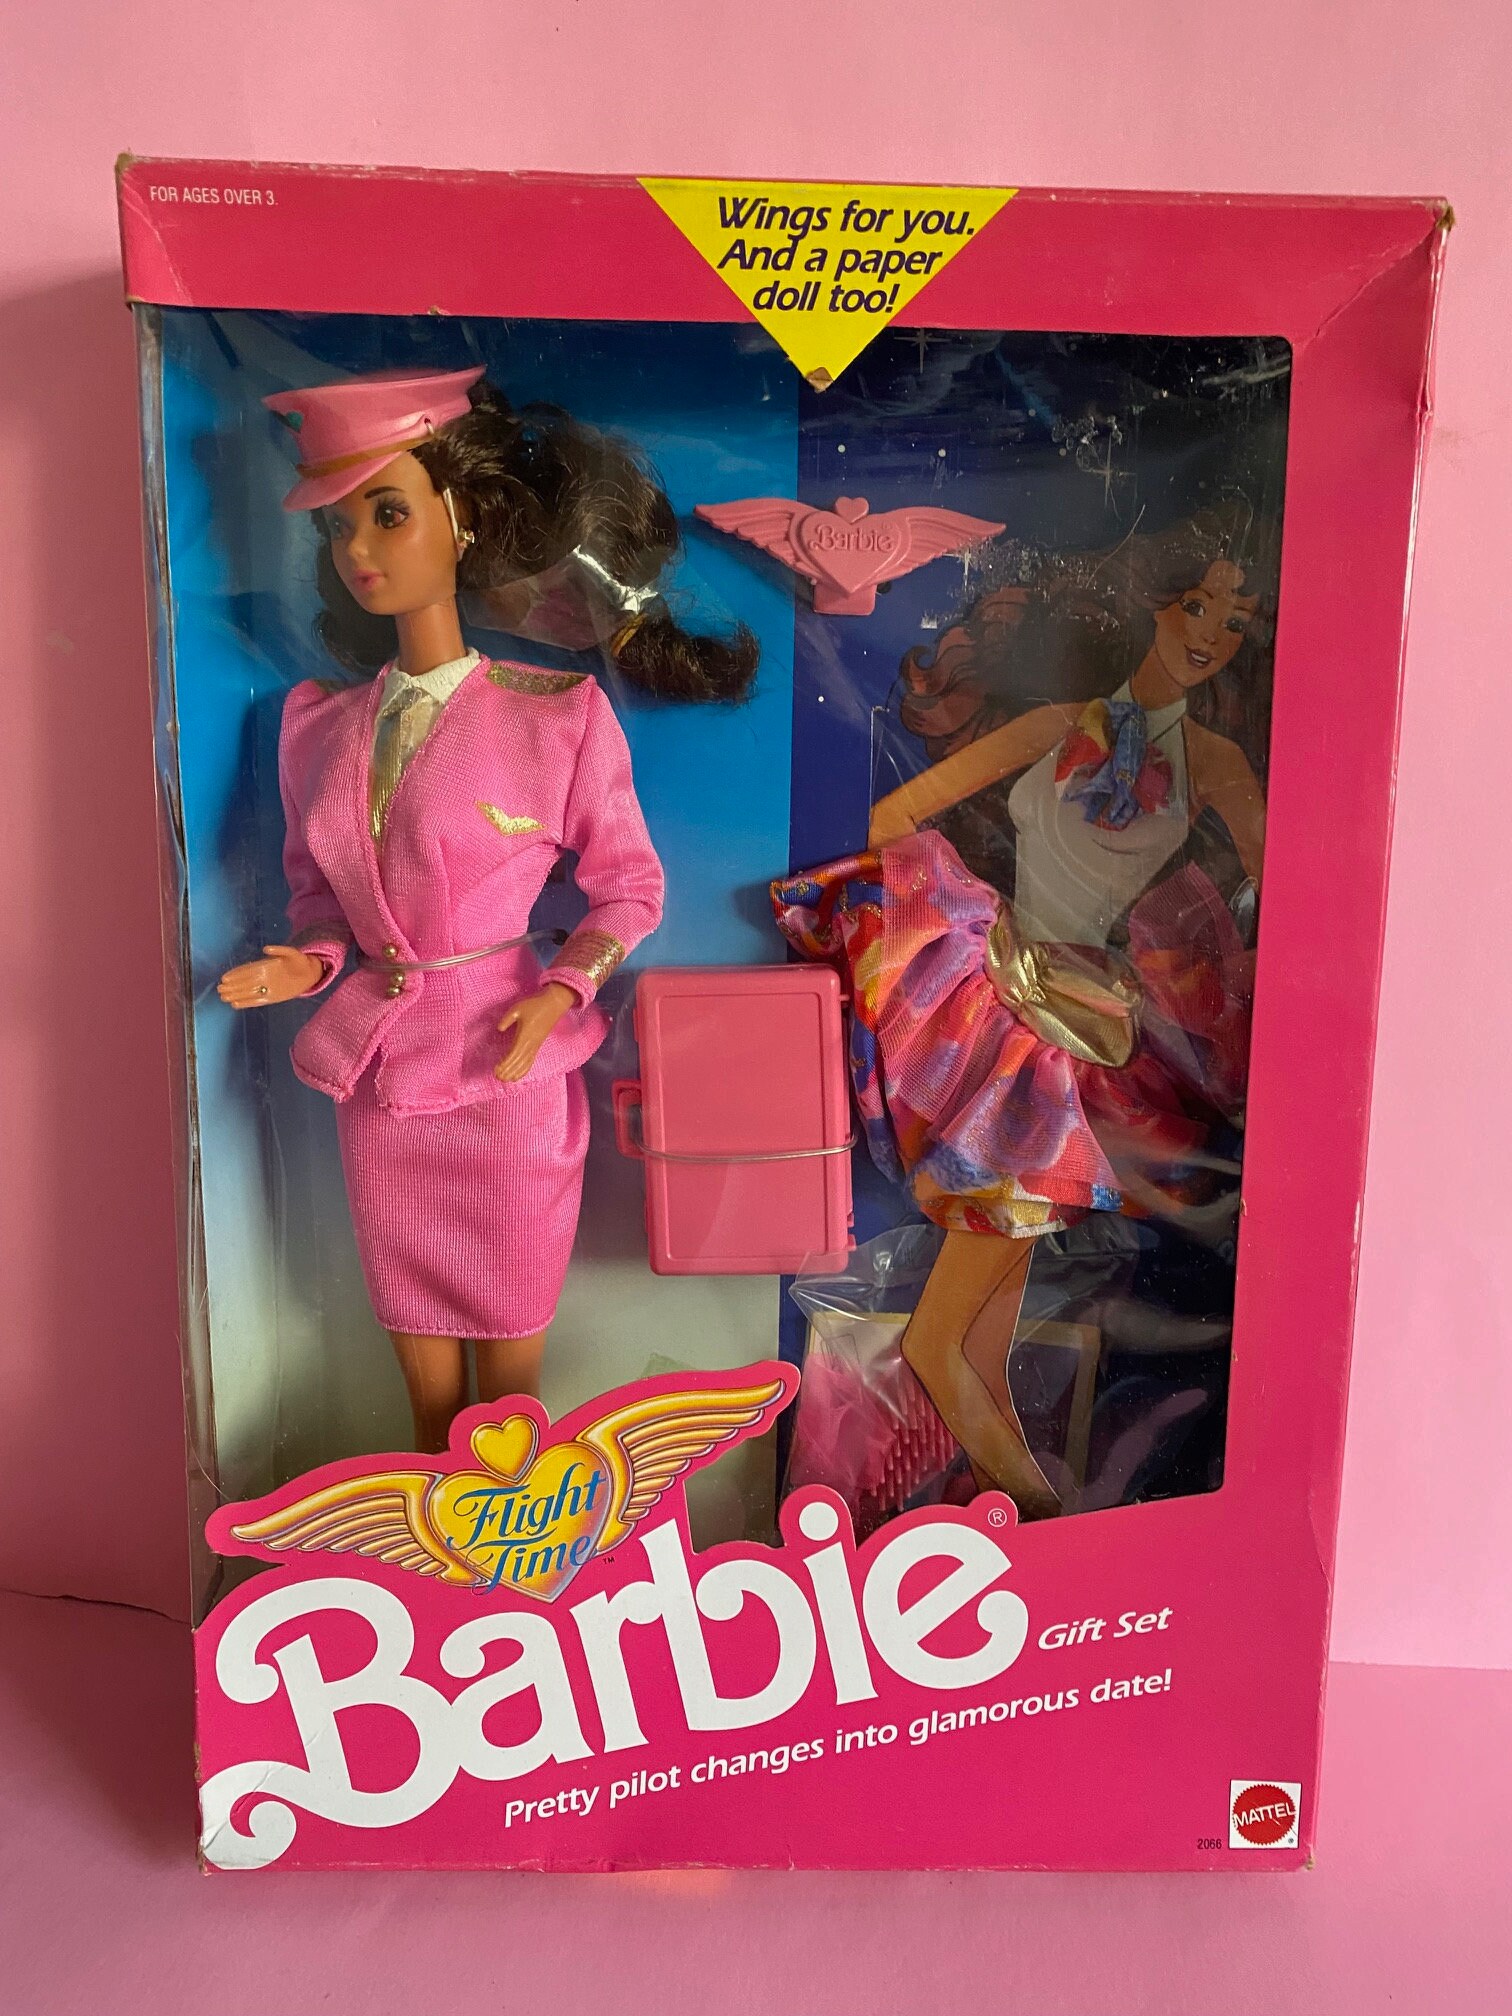 FOR AGES OVER 3.
Wings for you.
And a paper
doll too!
Barbie
Flight
Time™
Barbie®
Gift Set
Pretty pilot changes into glamorous date!
MATTEL®
2066